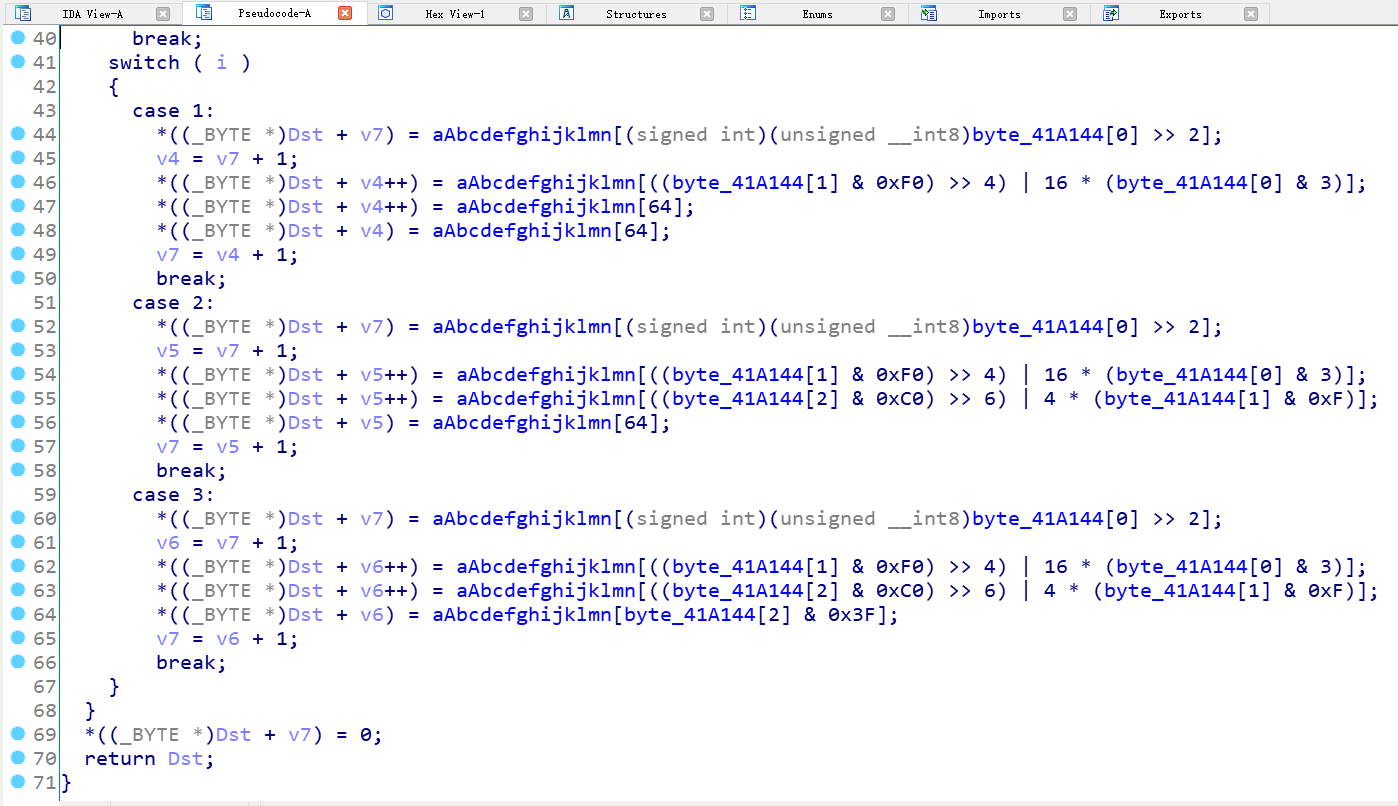 IDA View-A Pseudocode-A Hex View-1 Structures Enums Imports Exports
40 break;
41 switch ( i )
42 {
43 case 1:
44 *((_BYTE *)Dst + v7) = aAbcdefghijklmn[(signed int)(unsigned __int8)byte_41A144[0] >> 2];
45 v4 = v7 + 1;
46 *((_BYTE *)Dst + v4++) = aAbcdefghijklmn[((byte_41A144[1] & 0xF0) >> 4) | 16 * (byte_41A144[0] & 3)];
47 *((_BYTE *)Dst + v4++) = aAbcdefghijklmn[64];
48 *((_BYTE *)Dst + v4) = aAbcdefghijklmn[64];
49 v7 = v4 + 1;
50 break;
51 case 2:
52 *((_BYTE *)Dst + v7) = aAbcdefghijklmn[(signed int)(unsigned __int8)byte_41A144[0] >> 2];
53 v5 = v7 + 1;
54 *((_BYTE *)Dst + v5++) = aAbcdefghijklmn[((byte_41A144[1] & 0xF0) >> 4) | 16 * (byte_41A144[0] & 3)];
55 *((_BYTE *)Dst + v5++) = aAbcdefghijklmn[((byte_41A144[2] & 0xC0) >> 6) | 4 * (byte_41A144[1] & 0xF)];
56 *((_BYTE *)Dst + v5) = aAbcdefghijklmn[64];
57 v7 = v5 + 1;
58 break;
59 case 3:
60 *((_BYTE *)Dst + v7) = aAbcdefghijklmn[(signed int)(unsigned __int8)byte_41A144[0] >> 2];
61 v6 = v7 + 1;
62 *((_BYTE *)Dst + v6++) = aAbcdefghijklmn[((byte_41A144[1] & 0xF0) >> 4) | 16 * (byte_41A144[0] & 3)];
63 *((_BYTE *)Dst + v6++) = aAbcdefghijklmn[((byte_41A144[2] & 0xC0) >> 6) | 4 * (byte_41A144[1] & 0xF)];
64 *((_BYTE *)Dst + v6) = aAbcdefghijklmn[byte_41A144[2] & 0x3F];
65 v7 = v6 + 1;
66 break;
67 }
68 }
69 *((_BYTE *)Dst + v7) = 0;
70 return Dst;
71 }